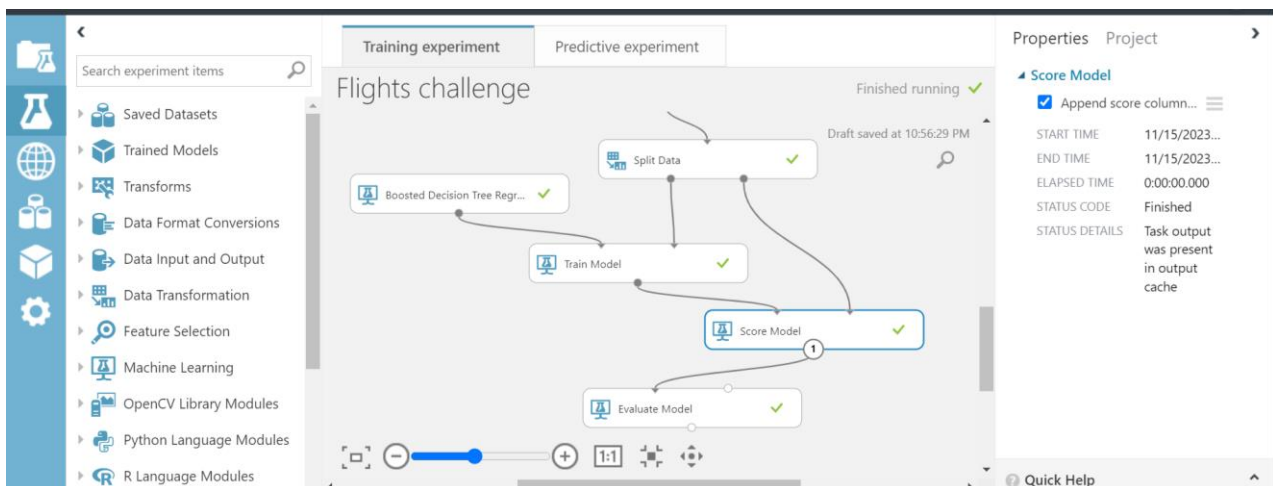 Search experiment items
Saved Datasets
Trained Models
Transforms
Data Format Conversions
Data Input and Output
Data Transformation
Feature Selection
Machine Learning
OpenCV Library Modules
Python Language Modules
R Language Modules
Training experiment
Predictive experiment
Flights challenge
Finished running
Draft saved at 10:56:29 PM
Split Data
Boosted Decision Tree Regr...
Train Model
Score Model
1
Evaluate Model
1:1
Properties Project
Score Model
Append score column...
START TIME 11/15/2023...
END TIME 11/15/2023...
ELAPSED TIME 0:00:00.000
STATUS CODE Finished
STATUS DETAILS Task output
was present
in output
cache
Quick Help